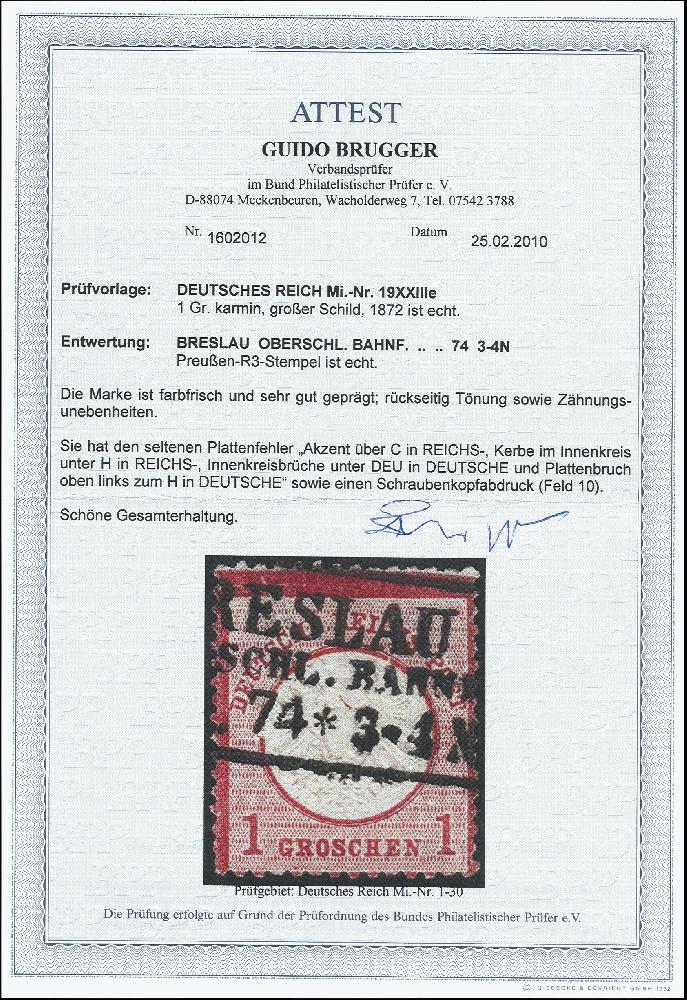 ATTEST
GUIDO BRUGGER
Verbandsprüfer
im Bund Philatelistischer Prüfer e. V.
D-88074 Meckenbeuren, Wacholderweg 7, Tel. 07542 3788
Nr. 1602012 Datum 25.02.2010
Prüfvorlage: DEUTSCHES REICH Mi.-Nr. 19XXIIIe
1 Gr. karmin, großer Schild, 1872 ist echt.
Entwertung: BRESLAU OBERSCHL. BAHNF. .. .. 74 3-4N
Preußen-R3-Stempel ist echt.
Die Marke ist farbfrisch und sehr gut geprägt; rückseitig Tönung sowie Zähnungs-
unebenheiten.
Sie hat den seltenen Plattenfehler „Akzent über C in REICHS-, Kerbe im Innenkreis
unter H in REICHS-, Innenkreisbrüche unter DEU in DEUTSCHE und Plattenbruch
oben links zum H in DEUTSCHE“ sowie einen Schraubenkopfabdruck (Feld 10).
Schöne Gesamterhaltung.
RESLAU
SCHL. BAHN
. 74 * 3-4 N
1 GROSCHEN 1
Prüfgebiet: Deutsches Reich Mi.-Nr. 1-30
Die Prüfung erfolgte auf Grund der Prüfordnung des Bundes Philatelistischer Prüfer e.V.
GIESECKE & DEVRIENT GMBH 1992